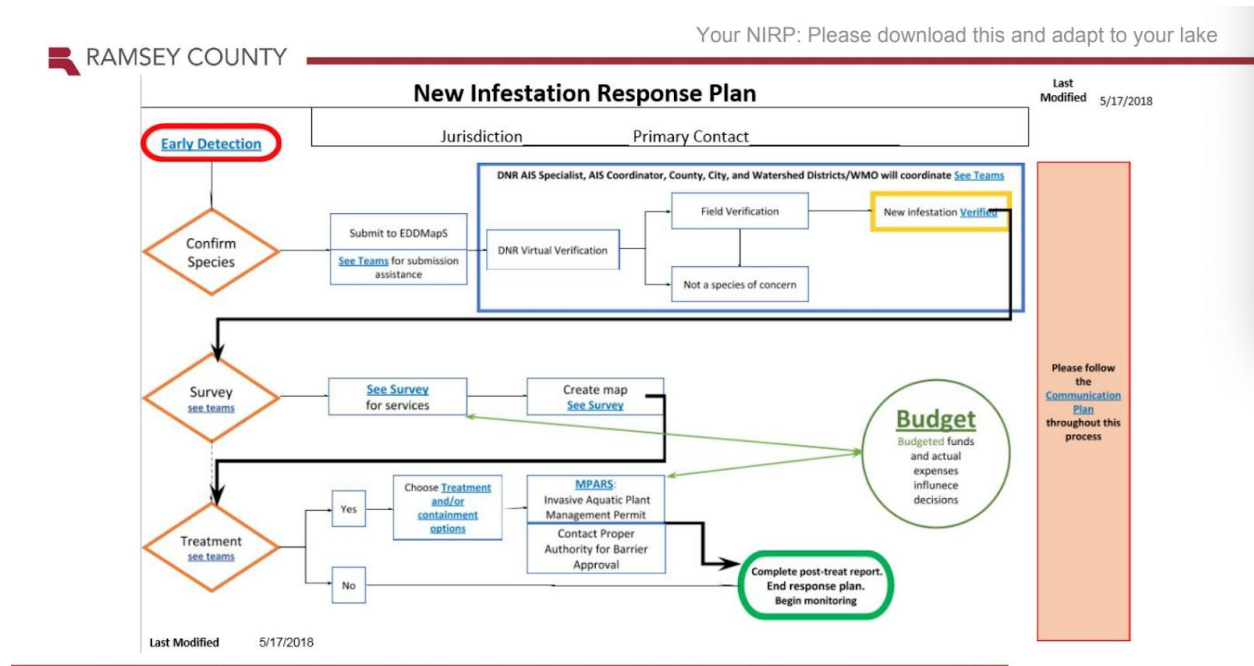 Your NIRP: Please download this and adapt to your lake
RAMSEY COUNTY
New Infestation Response Plan
Last
Modified 5/17/2018
Jurisdiction____________ Primary Contact____________________
Early Detection
DNR AIS Specialist, AIS Coordinator, County, City, and Watershed Districts/WMO will coordinate See Teams
Confirm
Species
Submit to EDDMapS
See Teams for submission
assistance
DNR Virtual Verification
Field Verification
Not a species of concern
New infestation Verified
Survey
see teams
See Survey
for services
Create map
See Survey
Budget
Budgeted funds
and actual
expenses
influnece
decisions
Please follow
the
Communication
Plan
throughout this
process
Treatment
see teams
Yes
No
Choose Treatment
and/or
containment
options
MPARS:
Invasive Aquatic Plant
Management Permit
Contact Proper
Authority for Barrier
Approval
Complete post-treat report.
End response plan.
Begin monitoring
Last Modified 5/17/2018